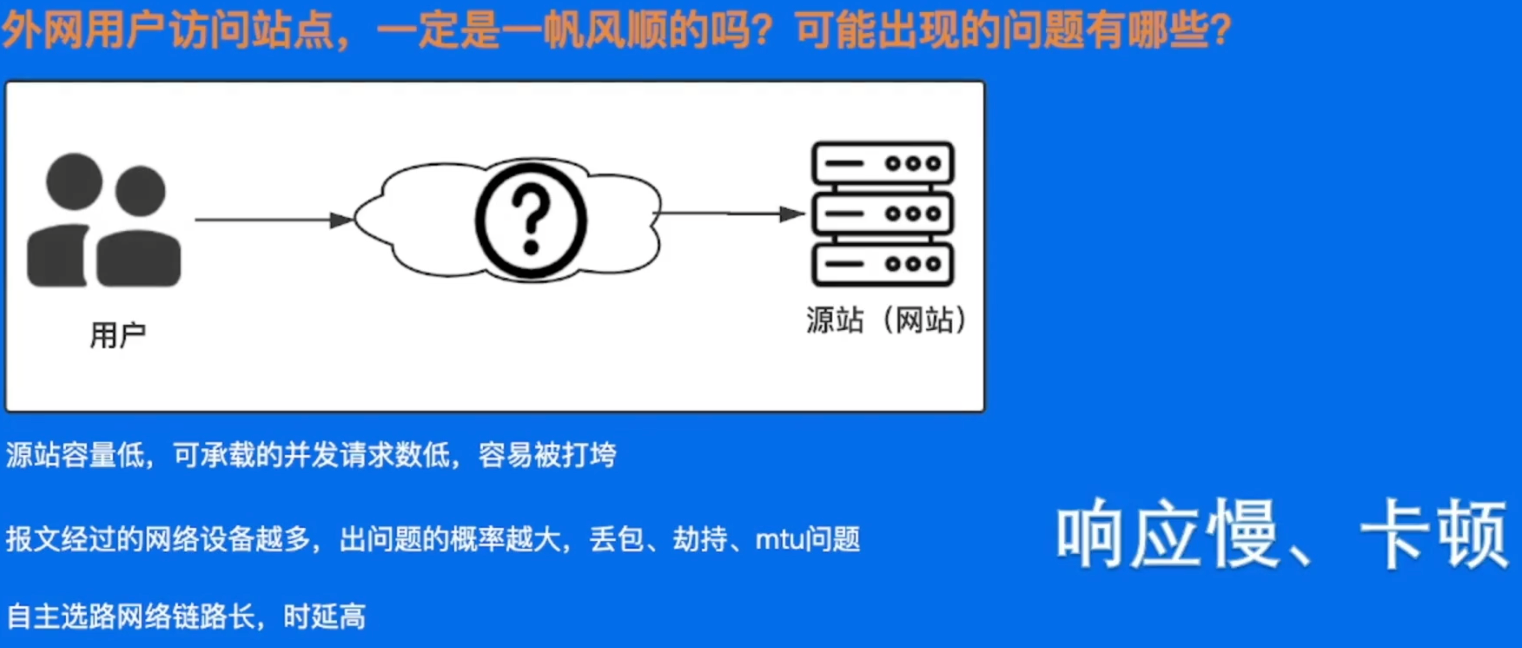 外网用户访问站点，一定是一帆风顺的吗？可能出现的问题有哪些？
?
用户
源站（网站）
源站容量低，可承载的并发请求数低，容易被打垮
报文经过的网络设备越多，出问题的概率越大，丢包、劫持、mtu问题
响应慢、卡顿
自主选路网络链路长，时延高